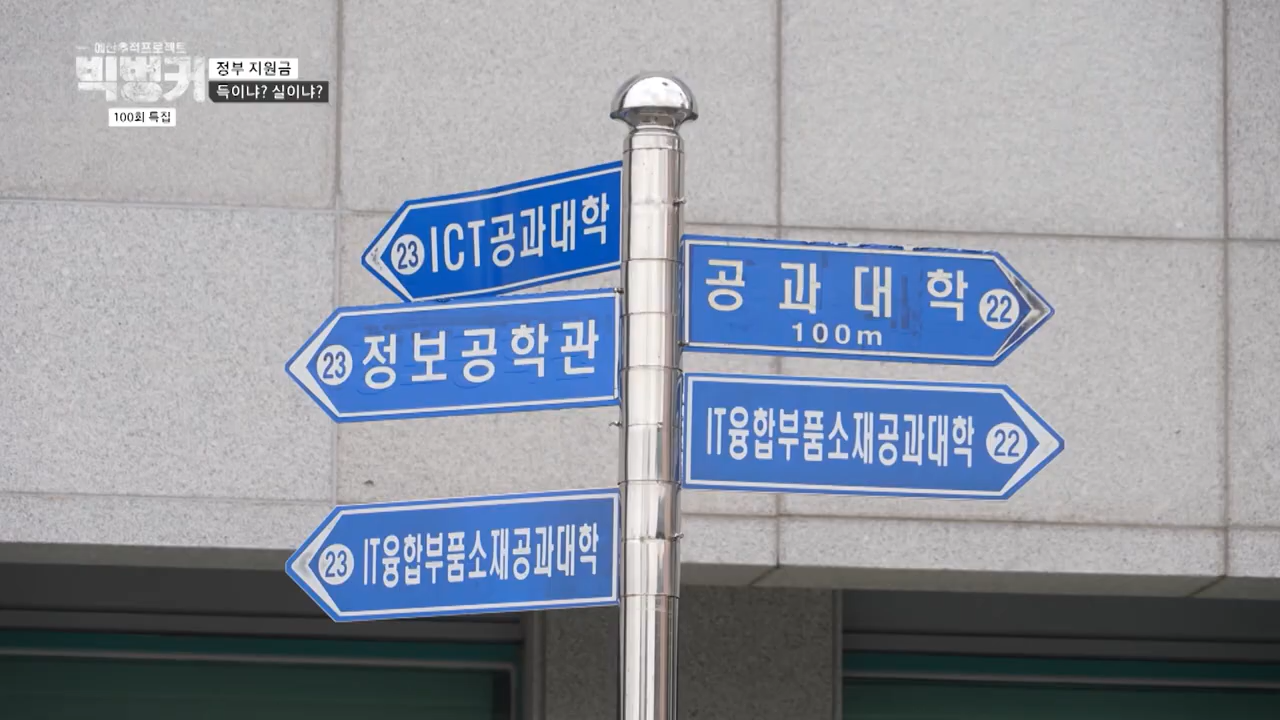 예산추적프로젝트
빅벙커
정부 지원금
득이냐? 실이냐?
100회 특집
23 ICT공과대학
23 정보공학관
23 IT융합부품소재공과대학
공과대학 22
100m
IT융합부품소재공과대학 22